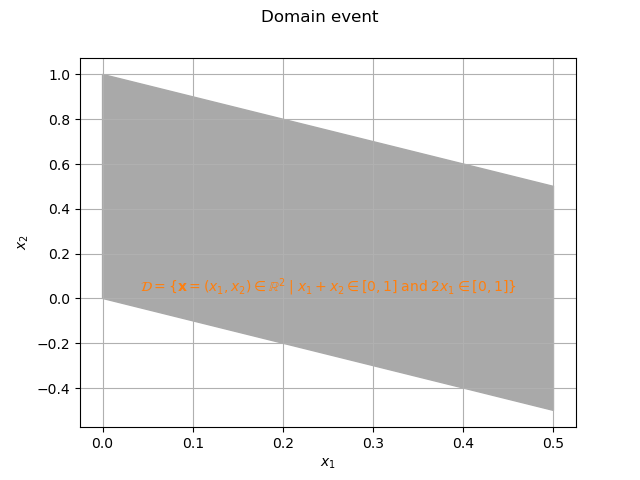 Domain event
1.0
0.8
0.6
0.4
0.2
0.0
−0.2
−0.4
x₂
𝒟 = {𝐱 = (x₁, x₂) ∈ ℝ² | x₁ + x₂ ∈ [0, 1] and 2x₁ ∈ [0, 1]}
0.0 0.1 0.2 0.3 0.4 0.5
x₁